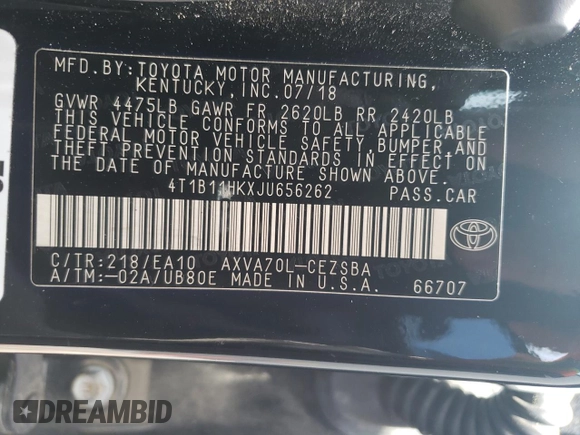 MFD.BY:TOYOTA MOTOR MANUFACTURING,
KENTUCKY,INC.07/18
GVWR 4475LB GAWR FR 2620LB RR 2420LB
THIS VEHICLE CONFORMS TO ALL APPLICABLE
FEDERAL MOTOR VEHICLE SAFETY,BUMPER,AND
THEFT PREVENTION STANDARDS IN EFFECT ON
THE DATE OF MANUFACTURE SHOWN ABOVE.
4T1B11HKXJU656262 PASS.CAR
C/TR:218/EA10 AXVA70L-CEZSBA
A/TM:-02A/UB80E MADE IN U.S.A. 66707
DREAMBID